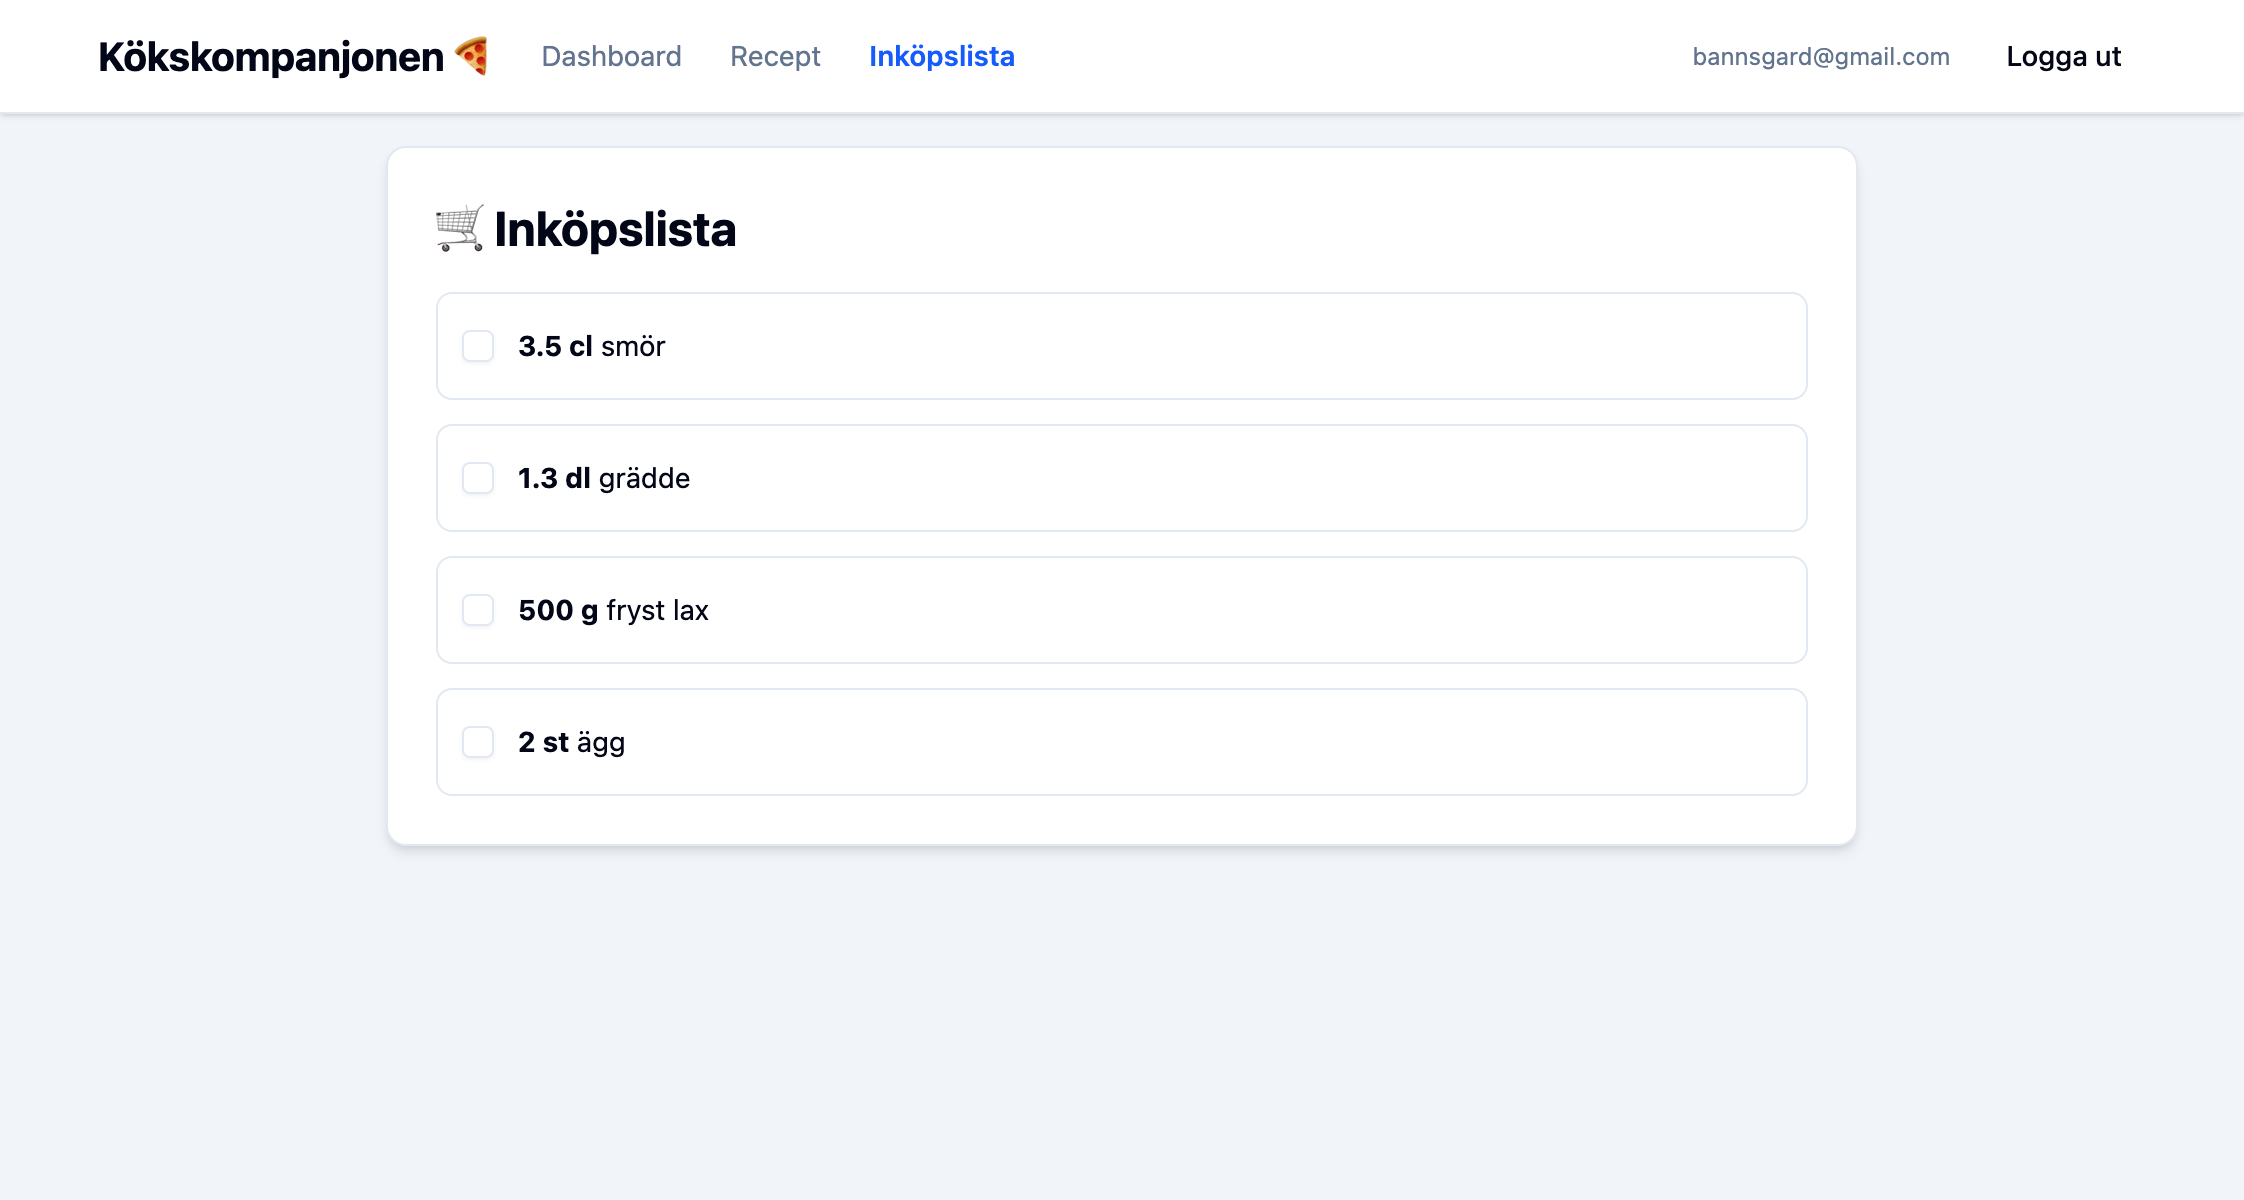 Kökskompanjonen Dashboard Recept Inköpslista bannsgard@gmail.com Logga ut
Inköpslista
3.5 cl smör
1.3 dl grädde
500 g fryst lax
2 st ägg